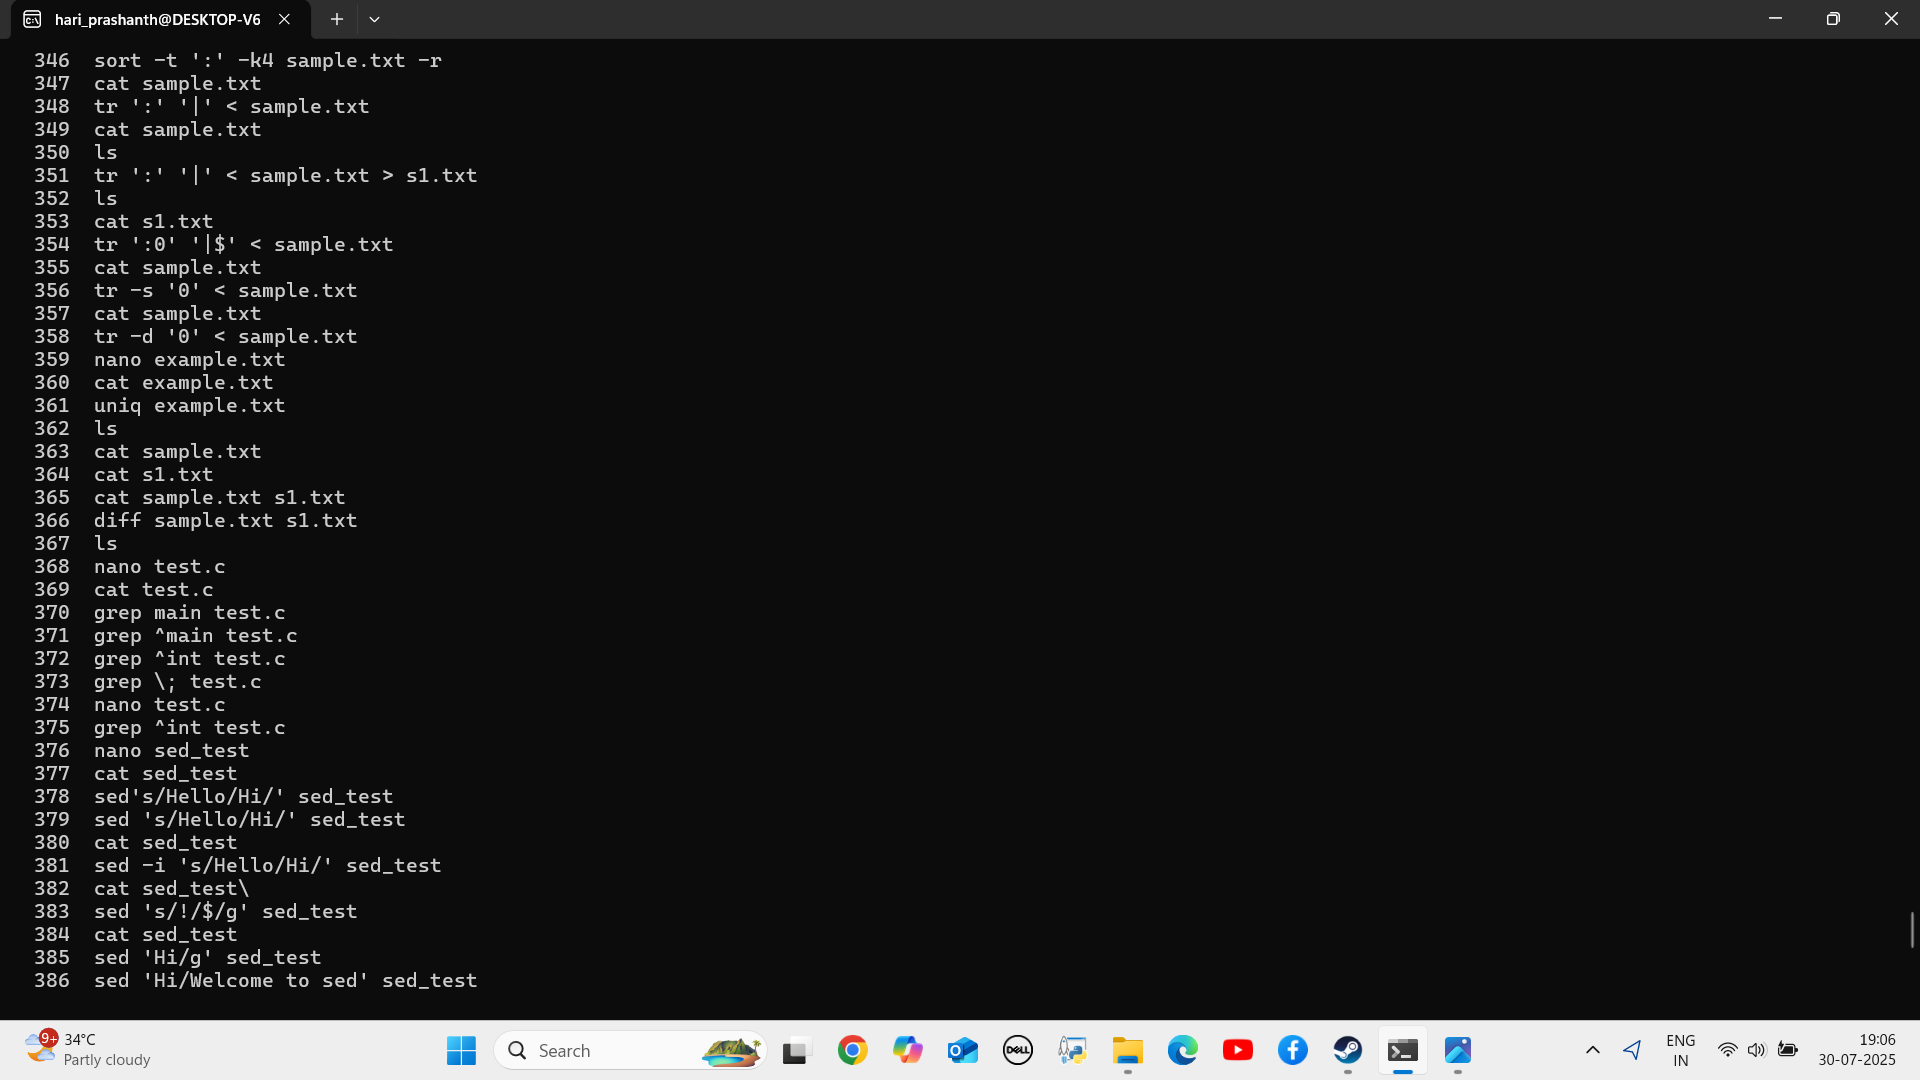 hari_prashanth@DESKTOP-V6
346 sort -t ':' -k4 sample.txt -r
347 cat sample.txt
348 tr ':' '|' < sample.txt
349 cat sample.txt
350 ls
351 tr ':' '|' < sample.txt > s1.txt
352 ls
353 cat s1.txt
354 tr ':0' '|$' < sample.txt
355 cat sample.txt
356 tr -s '0' < sample.txt
357 cat sample.txt
358 tr -d '0' < sample.txt
359 nano example.txt
360 cat example.txt
361 uniq example.txt
362 ls
363 cat sample.txt
364 cat s1.txt
365 cat sample.txt s1.txt
366 diff sample.txt s1.txt
367 ls
368 nano test.c
369 cat test.c
370 grep main test.c
371 grep ^main test.c
372 grep ^int test.c
373 grep \; test.c
374 nano test.c
375 grep ^int test.c
376 nano sed_test
377 cat sed_test
378 sed's/Hello/Hi/' sed_test
379 sed 's/Hello/Hi/' sed_test
380 cat sed_test
381 sed -i 's/Hello/Hi/' sed_test
382 cat sed_test\
383 sed 's/!/$/g' sed_test
384 cat sed_test
385 sed 'Hi/g' sed_test
386 sed 'Hi/Welcome to sed' sed_test
9+
34°C
Partly cloudy
Search
DELL
ENG
IN
19:06
30-07-2025